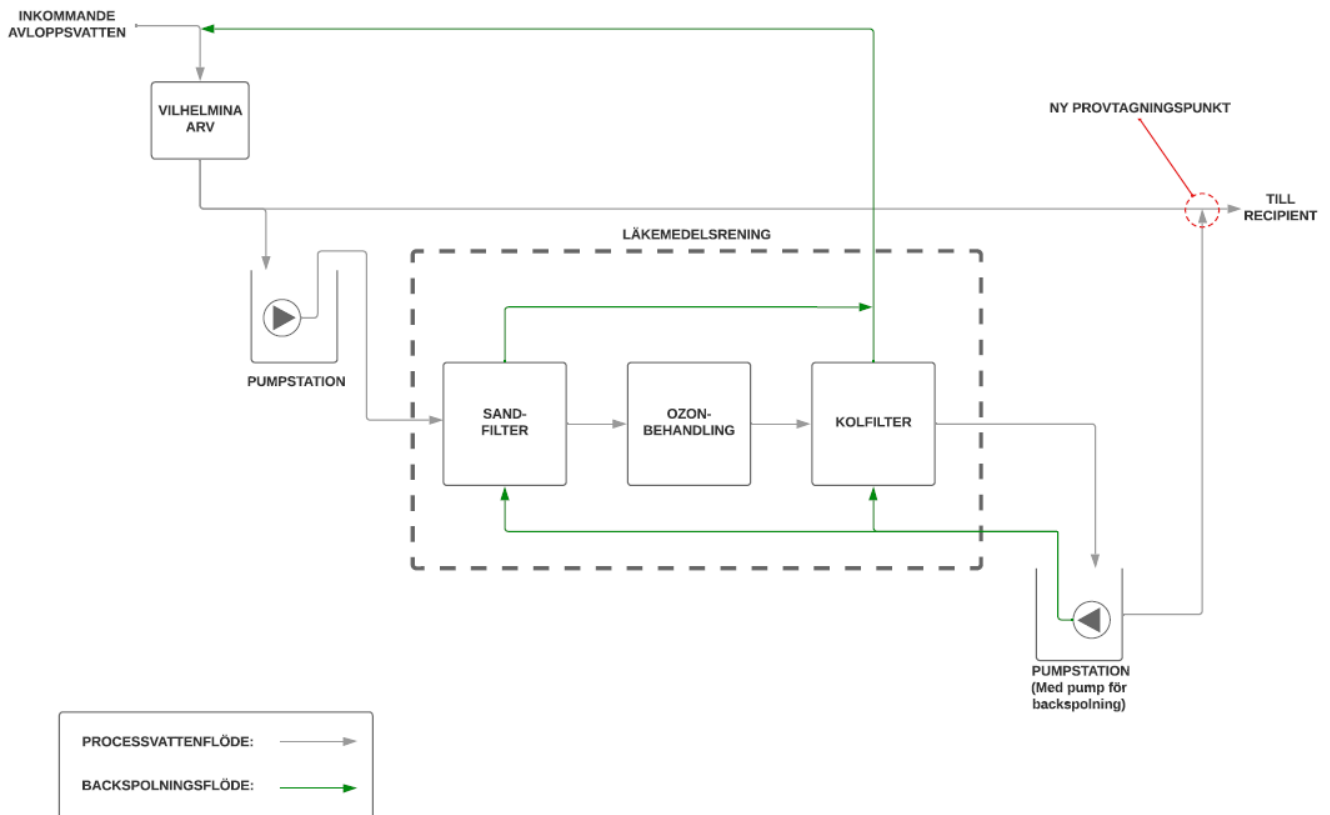 INKOMMANDE
AVLOPPSVATTEN
VILHELMINA
ARV
NY PROVTAGNINGSPUNKT
TILL
RECIPIENT
LÄKEMEDELSRENING
PUMPSTATION
SAND-
FILTER
OZON-
BEHANDLING
KOLFILTER
PUMPSTATION
(Med pump för
backspolning)
PROCESSVATTENFLÖDE:
BACKSPOLNINGSFLÖDE: